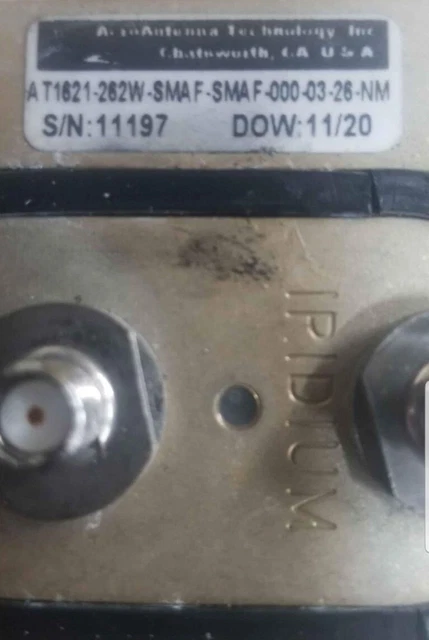 AeroAntenna Technology, Inc
Chatsworth, CA U S A
AT1621-262W-SMAF-SMAF-000-03-26-NM
S/N:11197 DOW:11/20
IRIDIUM